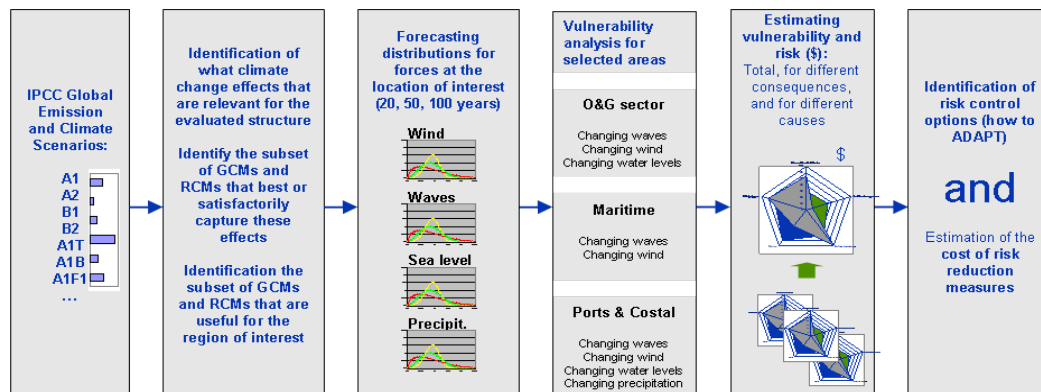 IPCC Global
Emission
and Climate
Scenarios:
A1
A2
B1
B2
A1T
A1B
A1F1
...
Identification of
what climate
change effects that
are relevant for the
evaluated structure
Identify the subset
of GCMs and
RCMs that best or
satisfactorily
capture these
effects
Identification the
subset of GCMs
and RCMs that are
useful for the
region of interest
Forecasting
distributions for
forces at the
location of interest
(20, 50, 100 years)
Wind
Waves
Sea level
Precipit.
Vulnerability
analysis for
selected areas
O&G sector
Changing waves
Changing wind
Changing water levels
Maritime
Changing waves
Changing wind
Ports & Costal
Changing waves
Changing wind
Changing water levels
Changing precipitation
Estimating
vulnerability and
risk ($):
Total, for different
consequences,
and for different
causes
$
Identification of
risk control
options (how to
ADAPT)
and
Estimation of the
cost of risk
reduction
measures